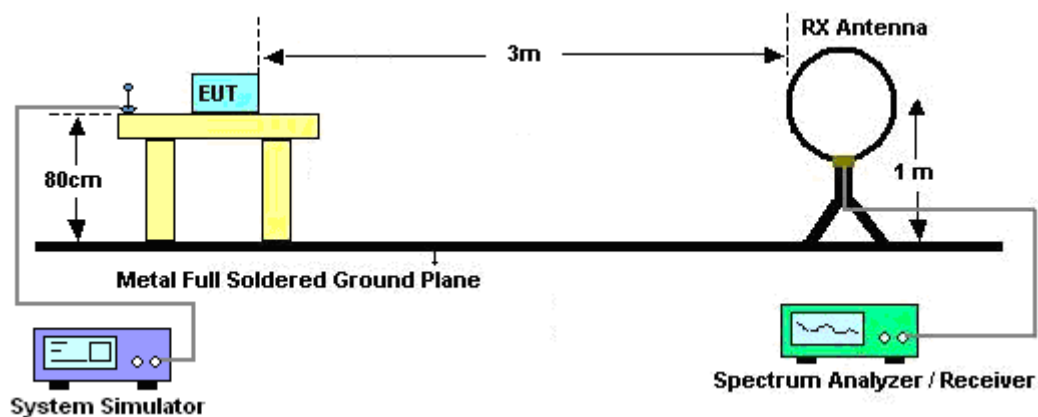 RX Antenna
3m
EUT
80cm
1 m
Metal Full Soldered Ground Plane
System Simulator
Spectrum Analyzer / Receiver